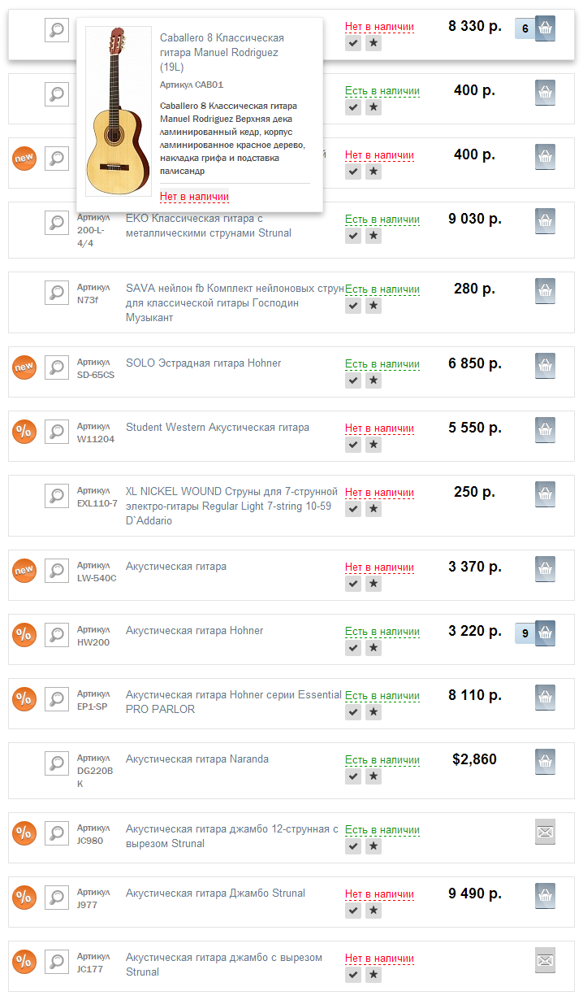 Нет в наличии
8 330 р.
6
Caballero 8 Классическая
гитара Manuel Rodriguez
(19L)
Артикул CAB01
Caballero 8 Классическая гитара
Manuel Rodriguez Верхняя дека
ламинированный кедр, корпус
ламинированное красное дерево,
накладка грифа и подставка
палисандр
Нет в наличии
Есть в наличии
400 р.
new
й
Нет в наличии
400 р.
Артикул
200-L-
4/4
EKO Классическая гитара с
металлическими струнами Strunal
Есть в наличии
9 030 р.
Артикул
N73f
SAVA нейлон fb Комплект нейлоновых струн
для классической гитары Господин
Музыкант
Есть в наличии
280 р.
new
Артикул
SD-65CS
SOLO Эстрадная гитара Hohner
Есть в наличии
6 850 р.
%
Артикул
W11204
Student Western Акустическая гитара
Нет в наличии
5 550 р.
Артикул
EXL110-7
XL NICKEL WOUND Струны для 7-струнной
электро-гитары Regular Light 7-string 10-59
D`Addario
Нет в наличии
250 р.
new
Артикул
LW-540C
Акустическая гитара
Нет в наличии
3 370 р.
%
Артикул
HW200
Акустическая гитара Hohner
Есть в наличии
3 220 р.
9
%
Артикул
EP1-SP
Акустическая гитара Hohner серии Essential
PRO PARLOR
Есть в наличии
8 110 р.
Артикул
DG220B
K
Акустическая гитара Naranda
Есть в наличии
$2,860
%
Артикул
JC980
Акустическая гитара джамбо 12-струнная с
вырезом Strunal
Есть в наличии
%
Артикул
J977
Акустическая гитара Джамбо Strunal
Нет в наличии
9 490 р.
%
Артикул
JC177
Акустическая гитара джамбо с вырезом
Strunal
Нет в наличии